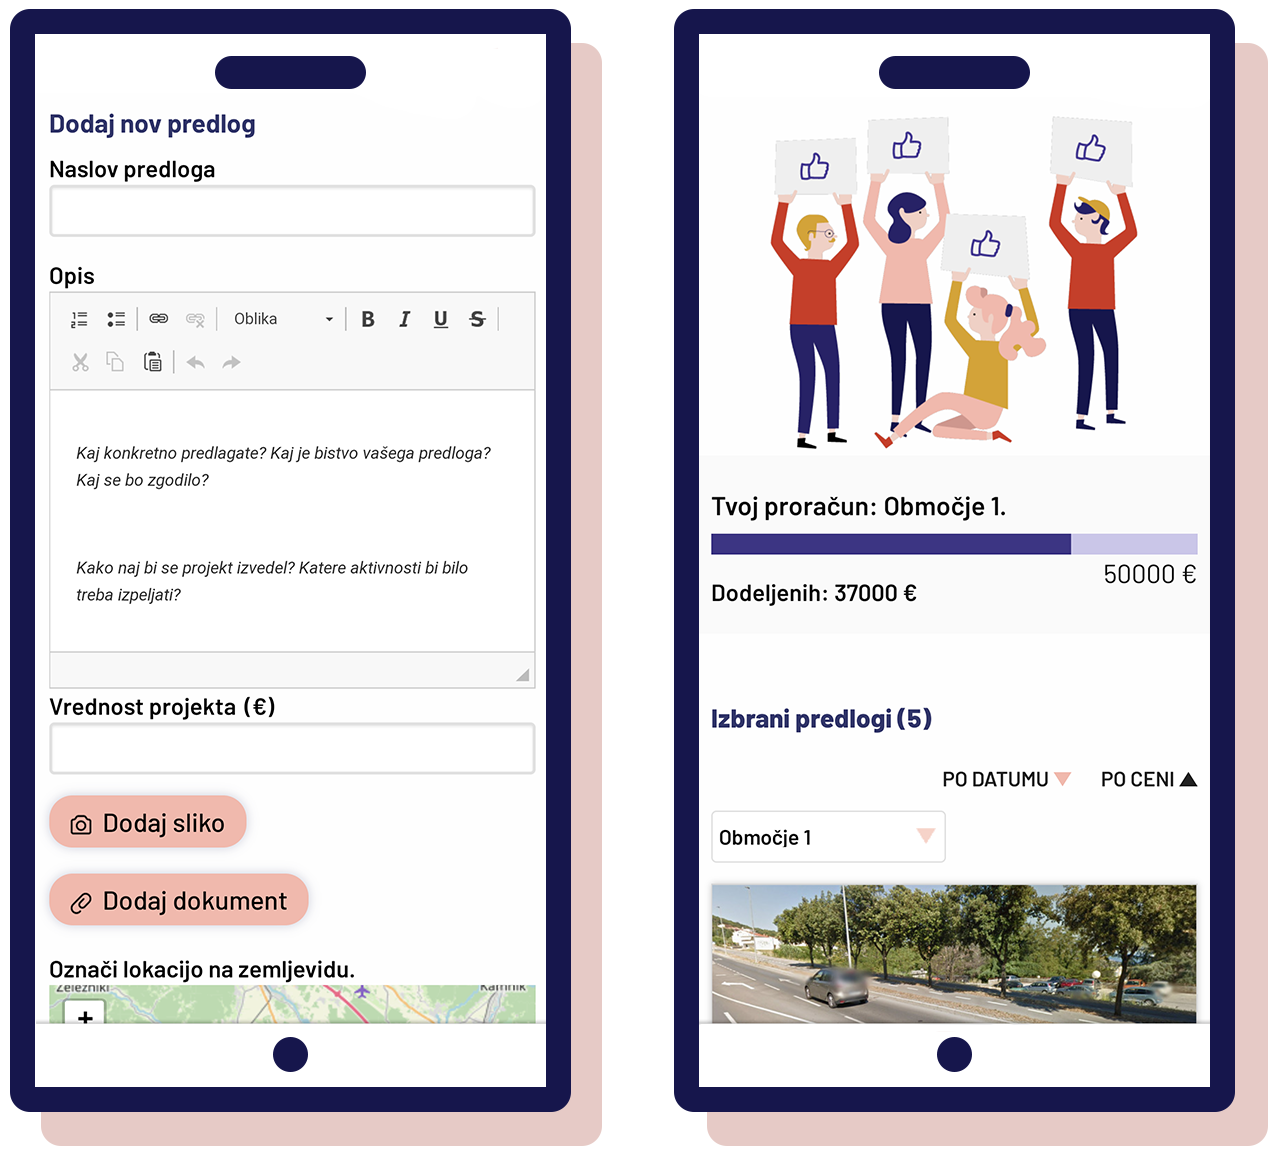 Dodaj nov predlog
Naslov predloga
Opis
Oblika
B I U S
Kaj konkretno predlagate? Kaj je bistvo vašega predloga?
Kaj se bo zgodilo?
Kako naj bi se projekt izvedel? Katere aktivnosti bi bilo
treba izpeljati?
Vrednost projekta (€)
Dodaj sliko
Dodaj dokument
Označi lokacijo na zemljevidu.
Železniki
Kamnik
+
Tvoj proračun: Območje 1.
50000 €
Dodeljenih: 37000 €
Izbrani predlogi (5)
PO DATUMU PO CENI
Območje 1